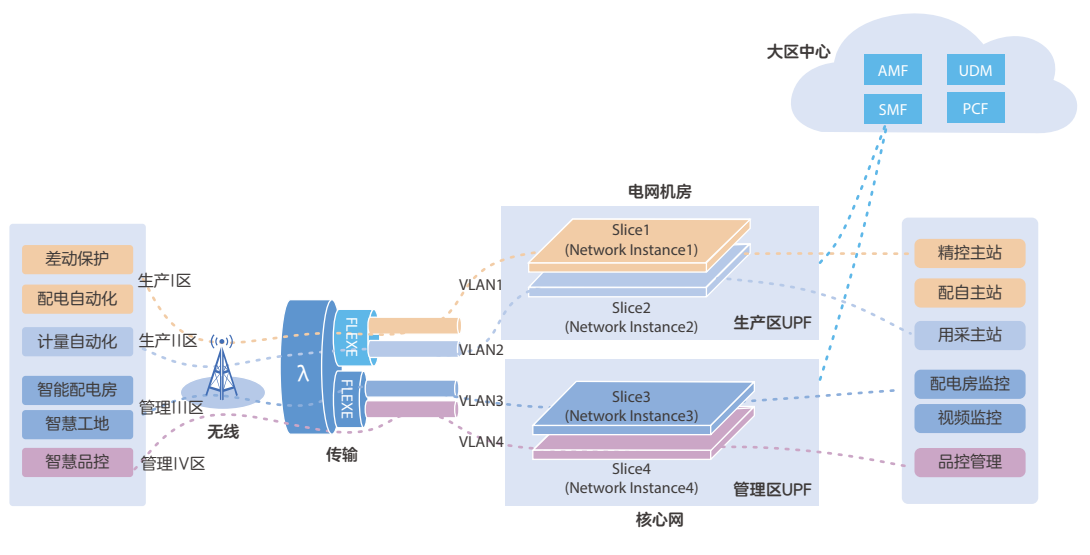 大区中心
AMF
UDM
SMF
PCF
电网机房
差动保护
配电自动化
计量自动化
智能配电房
智慧工地
智慧品控
生产I区
生产II区
管理III区
管理IV区
无线
λ
FLEXE
FLEXE
传输
VLAN1
VLAN2
VLAN3
VLAN4
Slice1
(Network Instance1)
Slice2
(Network Instance2)
生产区UPF
Slice3
(Network Instance3)
Slice4
(Network Instance4)
管理区UPF
核心网
精控主站
配自主站
用采主站
配电房监控
视频监控
品控管理